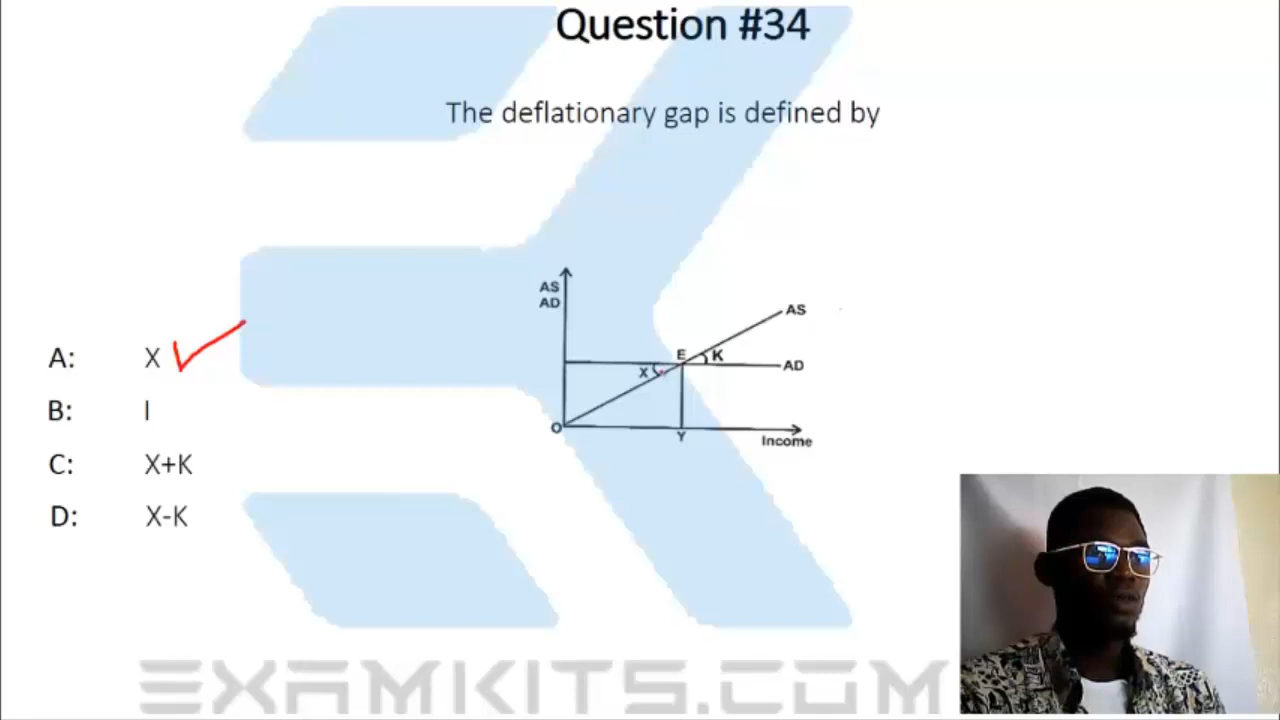 Question #34
The deflationary gap is defined by
AS
AD
AS
E
K
AD
X
O
Y
Income
A: X
B: I
C: X+K
D: X-K
EXAMKITS.COM